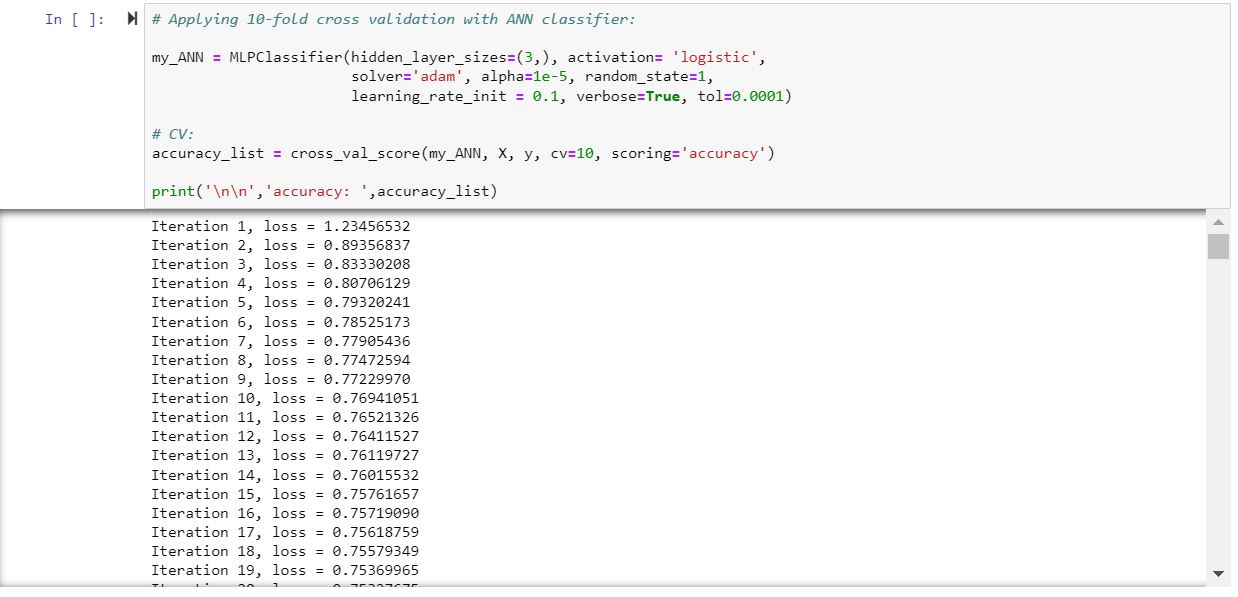 In [ ]:
# Applying 10-fold cross validation with ANN classifier:
my_ANN = MLPClassifier(hidden_layer_sizes=(3,), activation= 'logistic',
solver='adam', alpha=1e-5, random_state=1,
learning_rate_init = 0.1, verbose=True, tol=0.0001)
# CV:
accuracy_list = cross_val_score(my_ANN, X, y, cv=10, scoring='accuracy')
print('\n\n','accuracy: ',accuracy_list)
Iteration 1, loss = 1.23456532
Iteration 2, loss = 0.89356837
Iteration 3, loss = 0.83330208
Iteration 4, loss = 0.80706129
Iteration 5, loss = 0.79320241
Iteration 6, loss = 0.78525173
Iteration 7, loss = 0.77905436
Iteration 8, loss = 0.77472594
Iteration 9, loss = 0.77229970
Iteration 10, loss = 0.76941051
Iteration 11, loss = 0.76521326
Iteration 12, loss = 0.76411527
Iteration 13, loss = 0.76119727
Iteration 14, loss = 0.76015532
Iteration 15, loss = 0.75761657
Iteration 16, loss = 0.75719090
Iteration 17, loss = 0.75618759
Iteration 18, loss = 0.75579349
Iteration 19, loss = 0.75369965